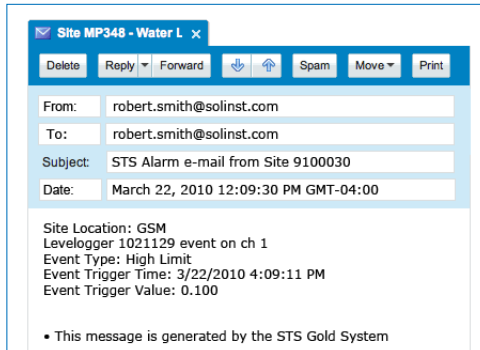 Site MP348 - Water L x
Delete Reply Forward Spam Move Print
From: robert.smith@solinst.com
To: robert.smith@solinst.com
Subject: STS Alarm e-mail from Site 9100030
Date: March 22, 2010 12:09:30 PM GMT-04:00
Site Location: GSM
Levelogger 1021129 event on ch 1
Event Type: High Limit
Event Trigger Time: 3/22/2010 4:09:11 PM
Event Trigger Value: 0.100
• This message is generated by the STS Gold System